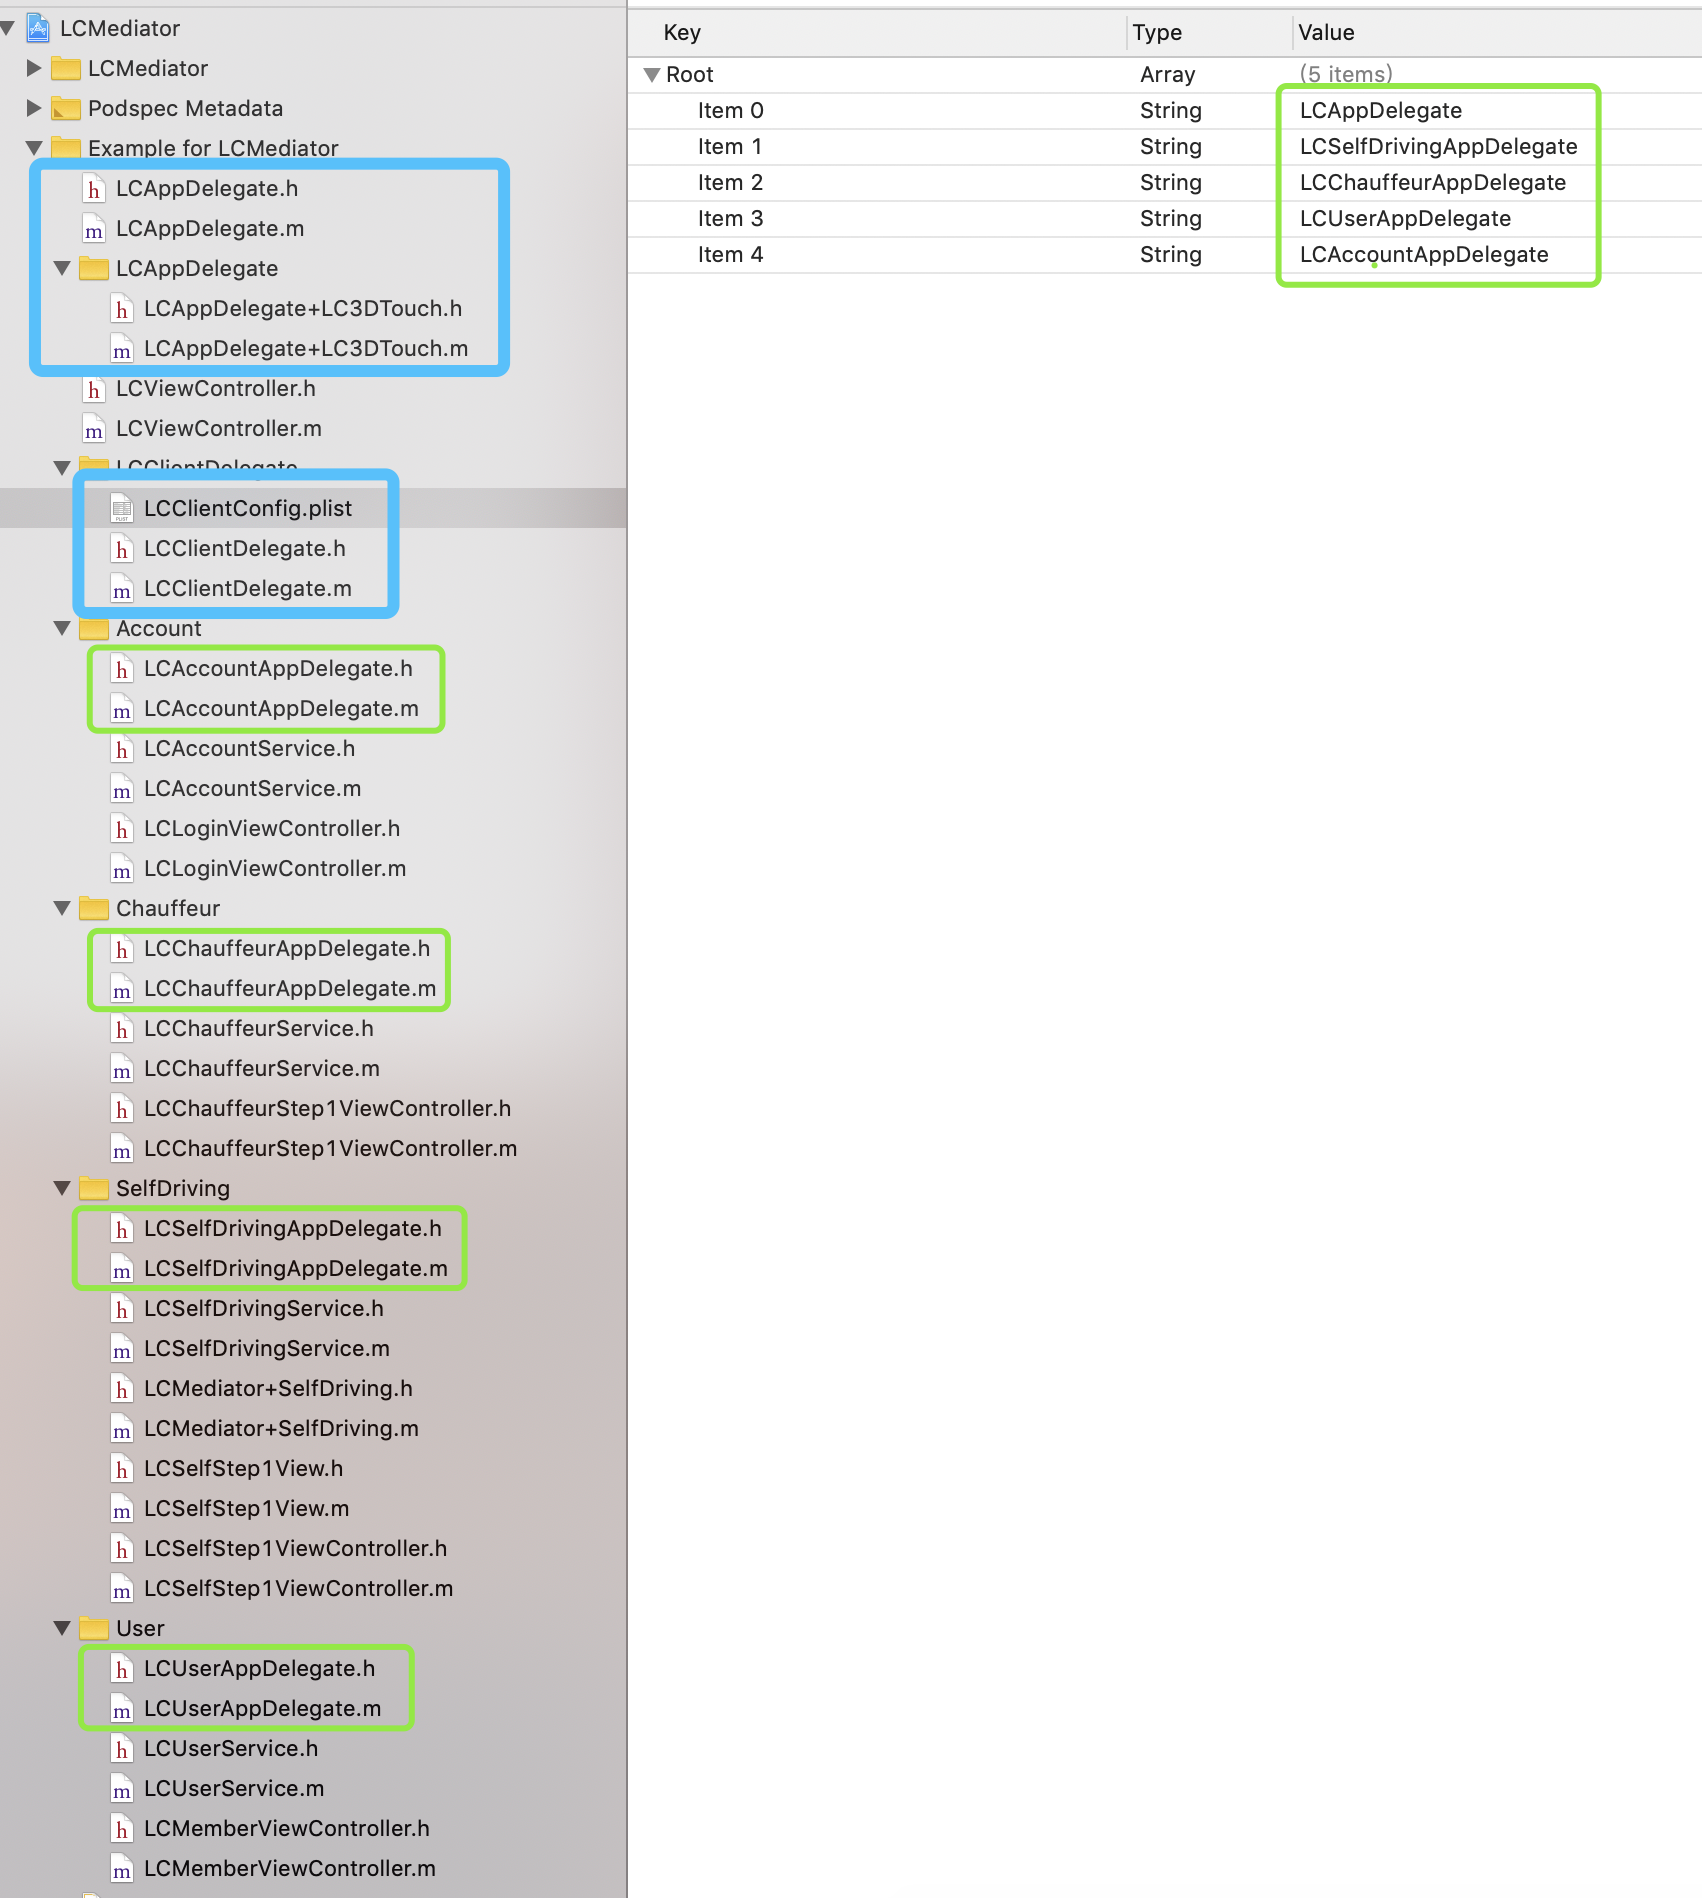 LCMediator
LCMediator
Podspec Metadata
Example for LCMediator
LCAppDelegate.h
LCAppDelegate.m
LCAppDelegate
LCAppDelegate+LC3DTouch.h
LCAppDelegate+LC3DTouch.m
LCViewController.h
LCViewController.m
LCClientDelegate
LCClientConfig.plist
LCClientDelegate.h
LCClientDelegate.m
Account
LCAccountAppDelegate.h
LCAccountAppDelegate.m
LCAccountService.h
LCAccountService.m
LCLoginViewController.h
LCLoginViewController.m
Chauffeur
LCChauffeurAppDelegate.h
LCChauffeurAppDelegate.m
LCChauffeurService.h
LCChauffeurService.m
LCChauffeurStep1ViewController.h
LCChauffeurStep1ViewController.m
SelfDriving
LCSelfDrivingAppDelegate.h
LCSelfDrivingAppDelegate.m
LCSelfDrivingService.h
LCSelfDrivingService.m
LCMediator+SelfDriving.h
LCMediator+SelfDriving.m
LCSelfStep1View.h
LCSelfStep1View.m
LCSelfStep1ViewController.h
LCSelfStep1ViewController.m
User
LCUserAppDelegate.h
LCUserAppDelegate.m
LCUserService.h
LCUserService.m
LCMemberViewController.h
LCMemberViewController.m
Key Type Value
Root Array (5 items)
Item 0 String LCAppDelegate
Item 1 String LCSelfDrivingAppDelegate
Item 2 String LCChauffeurAppDelegate
Item 3 String LCUserAppDelegate
Item 4 String LCAccountAppDelegate